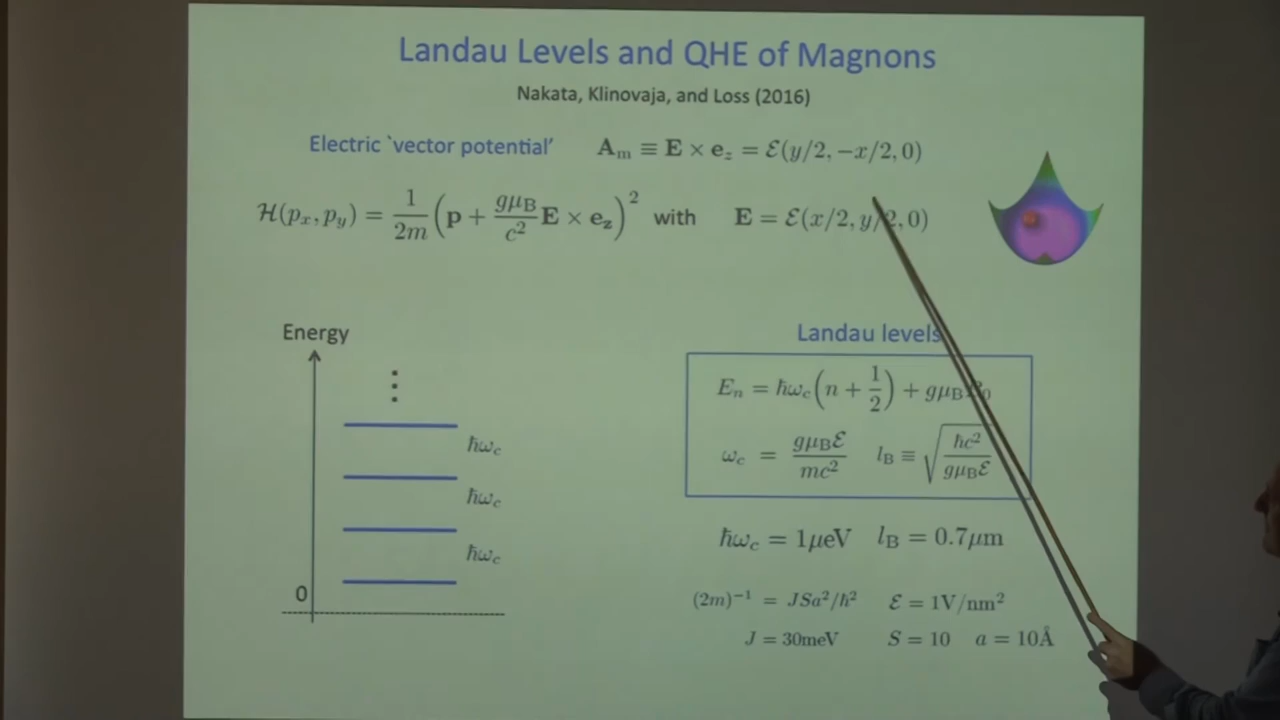 Landau Levels and QHE of Magnons
Nakata, Klinovaja, and Loss (2016)
Electric `vector potential' A_m ≡ E × e_z = ℰ(y/2, −x/2, 0)
ℋ(p_x, p_y) = 1/2m (p + gμ_B/c² E × e_z)² with E = ℰ(x/2, y/2, 0)
Energy
ħω_c
ħω_c
ħω_c
0
Landau levels
E_n = ħω_c(n + 1/2) + gμ_B
ω_c = gμ_Bℰ/mc² l_B ≡ √(ħc²/gμ_Bℰ)
ħω_c = 1μeV l_B = 0.7μm
(2m)⁻¹ = JSa²/ħ² ℰ = 1V/nm²
J = 30meV S = 10 a = 10Å